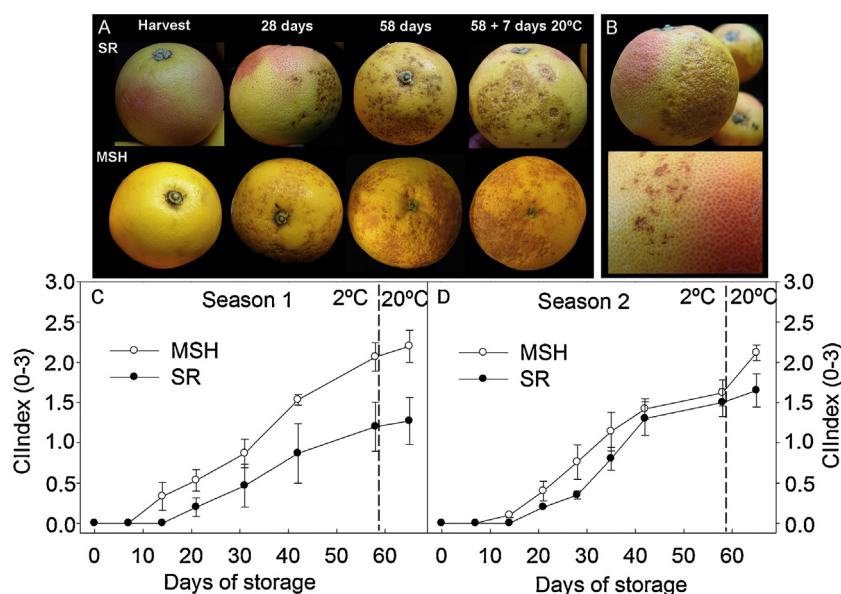 A
Harvest
28 days
58 days
58 + 7 days 20ºC
B
SR
MSH
3.0
C
Season 1
2ºC
20ºC
D
Season 2
2ºC
20ºC
3.0
2.5
MSH
MSH
2.5
2.0
SR
SR
2.0
1.5
1.5
1.0
1.0
0.5
0.5
0.0
0.0
CIIndex (0-3)
CIIndex (0-3)
0 10 20 30 40 50 60
0 10 20 30 40 50 60
Days of storage
Days of storage